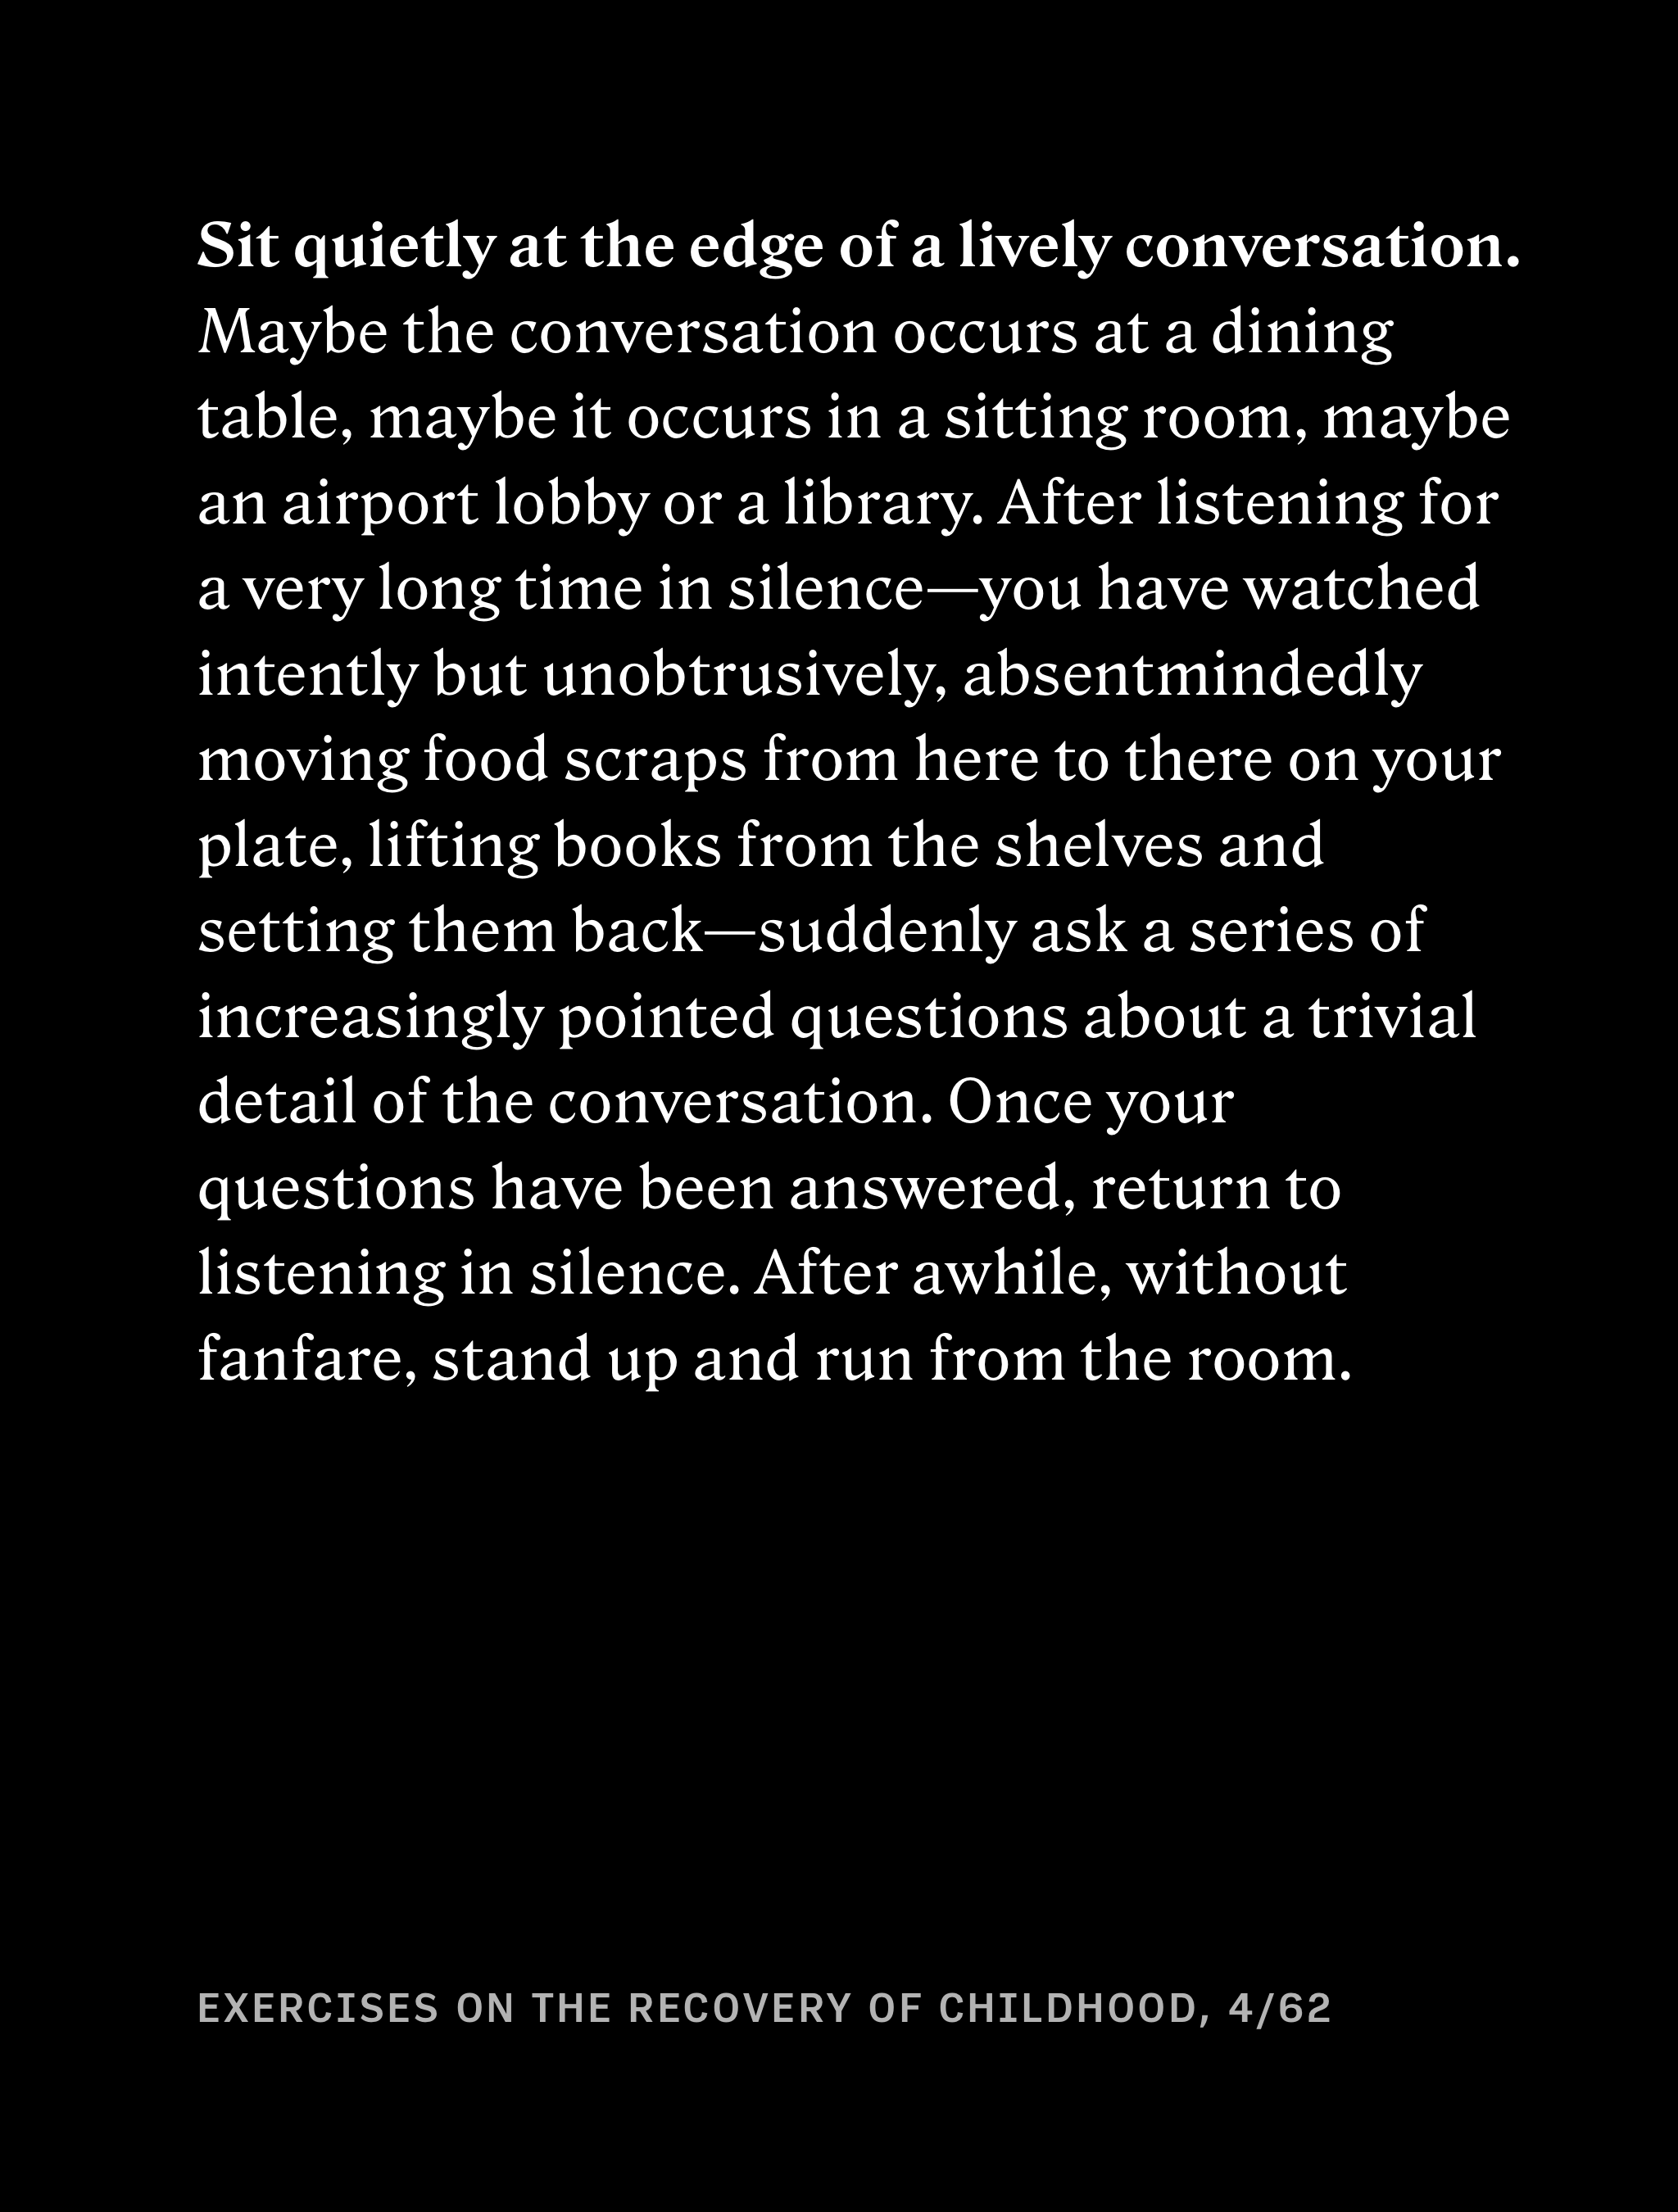 Sit quietly at the edge of a lively conversation.
Maybe the conversation occurs at a dining
table, maybe it occurs in a sitting room, maybe
an airport lobby or a library. After listening for
a very long time in silence—you have watched
intently but unobtrusively, absentmindedly
moving food scraps from here to there on your
plate, lifting books from the shelves and
setting them back—suddenly ask a series of
increasingly pointed questions about a trivial
detail of the conversation. Once your
questions have been answered, return to
listening in silence. After awhile, without
fanfare, stand up and run from the room.
EXERCISES ON THE RECOVERY OF CHILDHOOD, 4/62